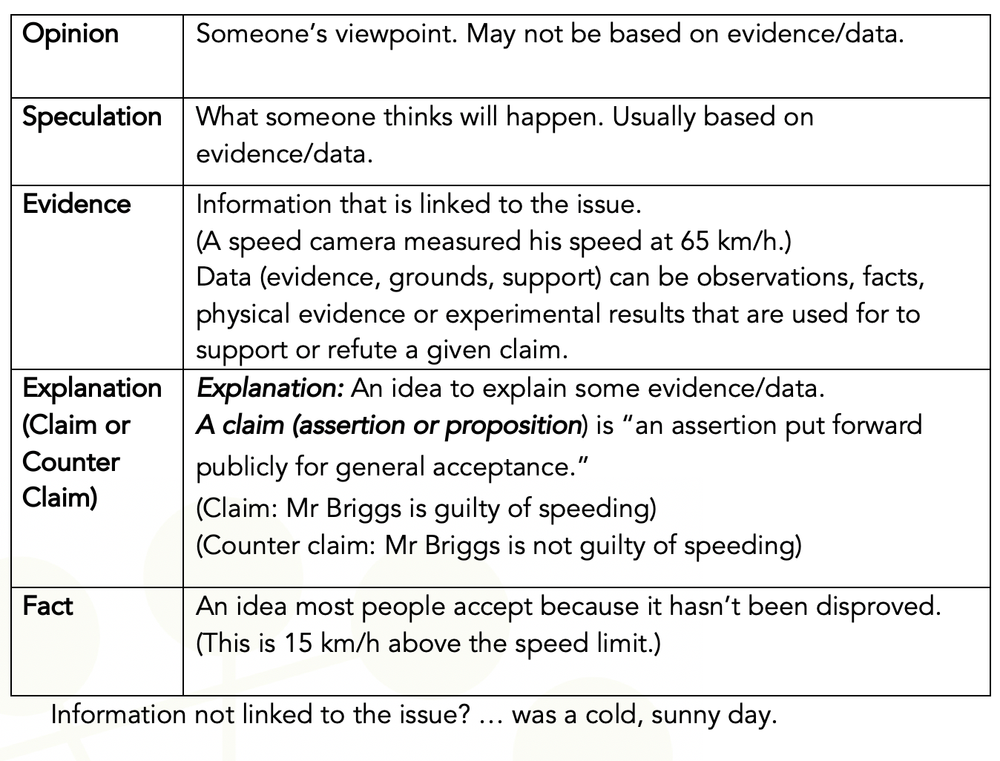 Opinion
Someone’s viewpoint. May not be based on evidence/data.
Speculation
What someone thinks will happen. Usually based on
evidence/data.
Evidence
Information that is linked to the issue.
(A speed camera measured his speed at 65 km/h.)
Data (evidence, grounds, support) can be observations, facts,
physical evidence or experimental results that are used for to
support or refute a given claim.
Explanation
(Claim or
Counter
Claim)
Explanation: An idea to explain some evidence/data.
A claim (assertion or proposition) is “an assertion put forward
publicly for general acceptance.”
(Claim: Mr Briggs is guilty of speeding)
(Counter claim: Mr Briggs is not guilty of speeding)
Fact
An idea most people accept because it hasn’t been disproved.
(This is 15 km/h above the speed limit.)
Information not linked to the issue? … was a cold, sunny day.